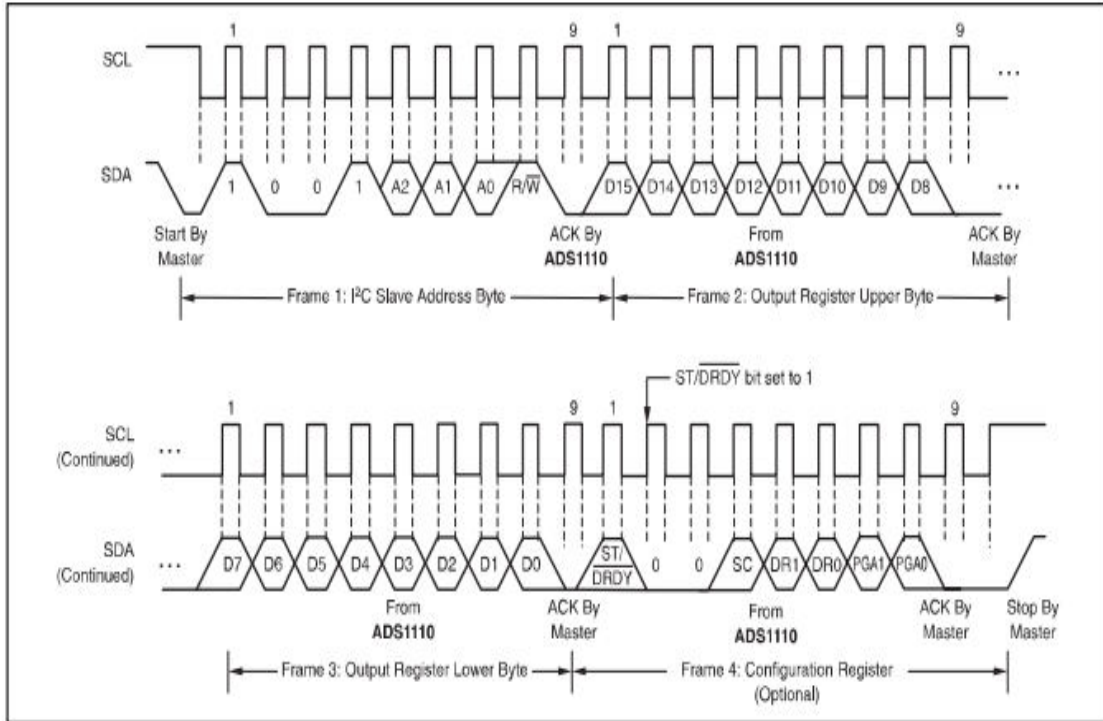 1 9 1 9
SCL ...
SDA 1 0 0 1 A2 A1 A0 R/W̅ D15 D14 D13 D12 D11 D10 D9 D8 ...
Start By ACK By From ACK By
Master ADS1110 ADS1110 Master
Frame 1: I²C Slave Address Byte Frame 2: Output Register Upper Byte
ST/D̅R̅D̅Y̅ bit set to 1
1 9 1 9
SCL
(Continued) ...
SDA
(Continued) ... D7 D6 D5 D4 D3 D2 D1 D0 ST/ 0 0 SC DR1 DR0 PGA1 PGA0
D̅R̅D̅Y̅
From ACK By From ACK By Stop By
ADS1110 Master ADS1110 Master Master
Frame 3: Output Register Lower Byte Frame 4: Configuration Register
(Optional)